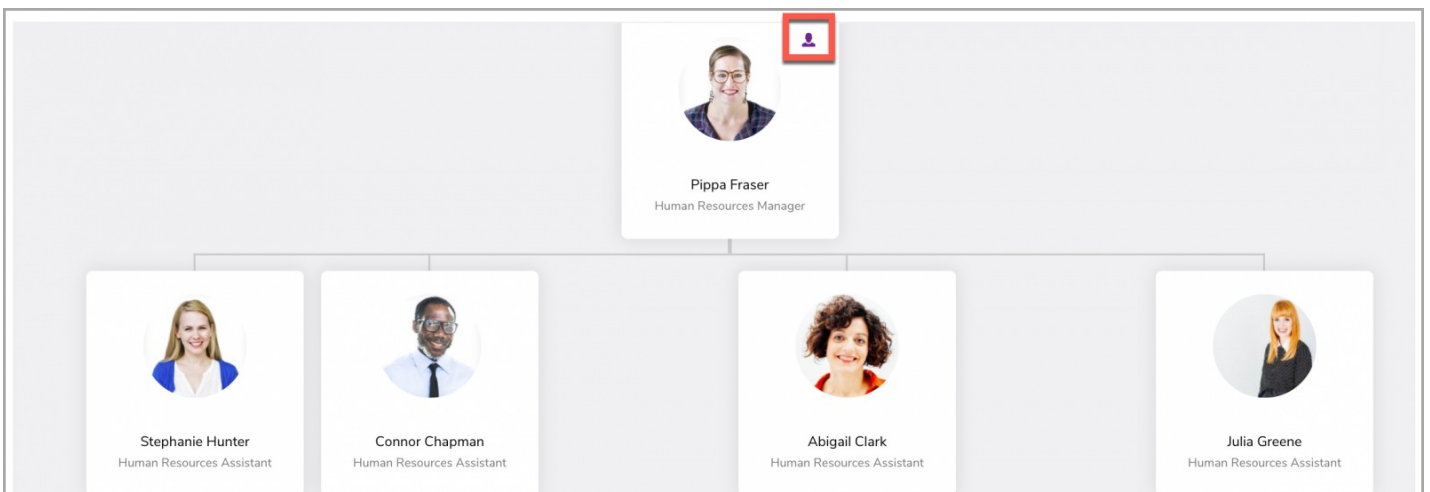 Pippa Fraser
Human Resources Manager
Stephanie Hunter
Human Resources Assistant
Connor Chapman
Human Resources Assistant
Abigail Clark
Human Resources Assistant
Julia Greene
Human Resources Assistant